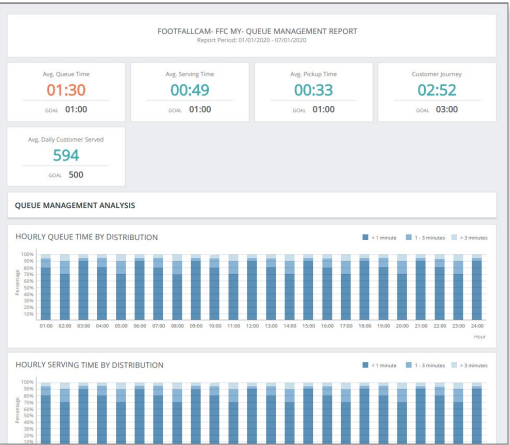 FOOTFALLCAM- FFC MY- QUEUE MANAGEMENT REPORT
Report Period: 01/01/2020 - 07/01/2020
Avg. Queue Time
01:30
GOAL 01:00
Avg. Serving Time
00:49
GOAL 01:00
Avg. Pickup Time
00:33
GOAL 01:00
Customer Journey
02:52
GOAL 03:00
Avg. Daily Customer Served
594
GOAL 500
QUEUE MANAGEMENT ANALYSIS
HOURLY QUEUE TIME BY DISTRIBUTION
< 1 minute 1 - 3 minutes > 3 minutes
Percentage
100%
90%
80%
70%
60%
50%
40%
30%
20%
10%
01:00 02:00 03:00 04:00 05:00 06:00 07:00 08:00 09:00 10:00 11:00 12:00 13:00 14:00 15:00 16:00 17:00 18:00 19:00 20:00 21:00 22:00 23:00 24:00
Hour
HOURLY SERVING TIME BY DISTRIBUTION
< 1 minute 1 - 3 minutes > 3 minutes
Percentage
100%
90%
80%
70%
60%
50%
40%
30%
20%
10%